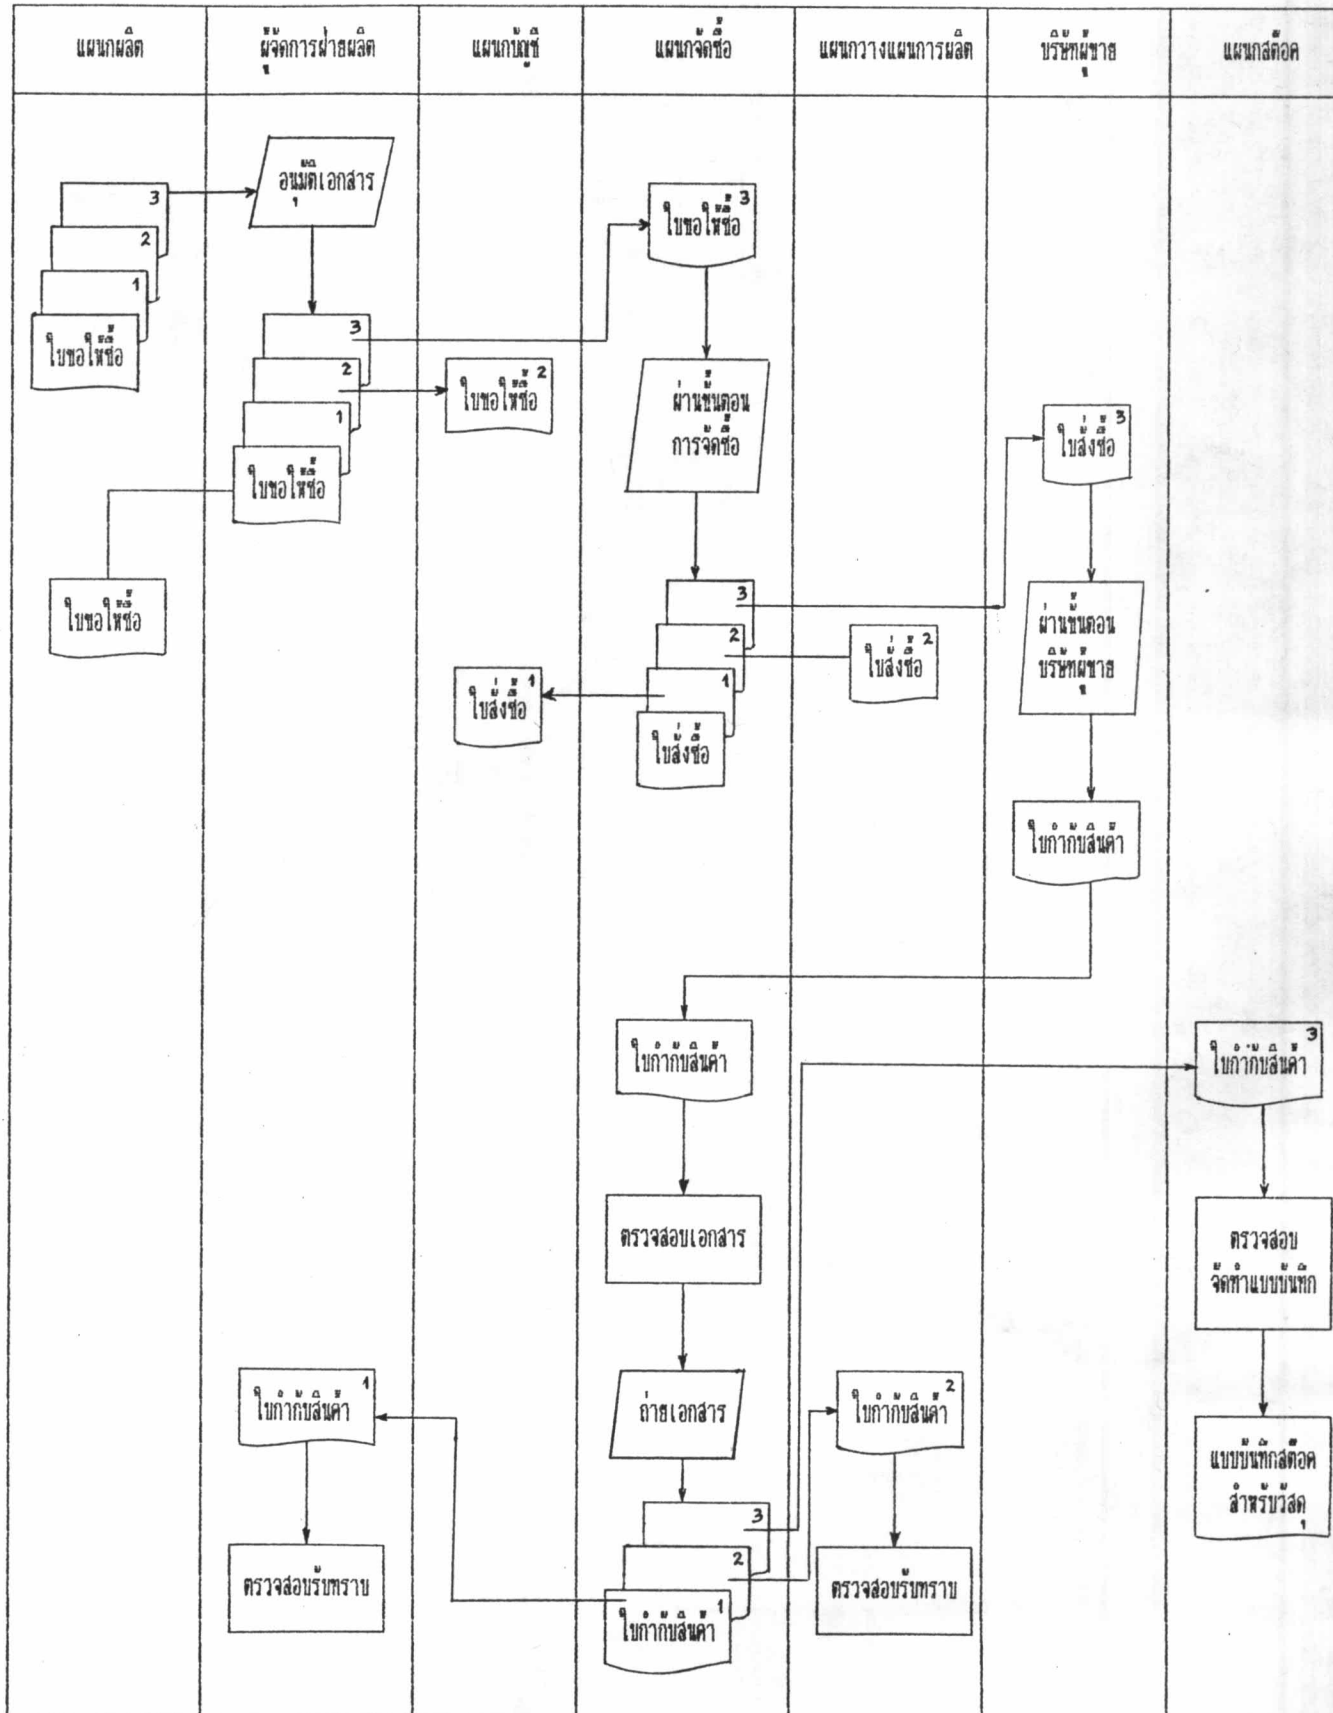 แผนกผลิต
ผู้จัดการฝ่ายผลิต
แผนกบัญชี
แผนกจัดซื้อ
แผนกวางแผนการผลิต
บริษัทผู้ขาย
แผนกสต๊อค
3
2
1
ใบขอให้ซื้อ
อนุมัติเอกสาร
3
2
1
ใบขอให้ซื้อ
ใบขอให้ซื้อ
ใบขอให้ซื้อ 2
ใบขอให้ซื้อ 3
ผ่านขั้นตอน
การจัดซื้อ
3
2
1
ใบสั่งซื้อ
ใบสั่งซื้อ 1
ใบสั่งซื้อ 2
ใบสั่งซื้อ 3
ผ่านขั้นตอน
บริษัทผู้ขาย
ใบกำกับสินค้า
ใบกำกับสินค้า
ตรวจสอบเอกสาร
ถ่ายเอกสาร
3
2
1
ใบกำกับสินค้า
ใบกำกับสินค้า 1
ตรวจสอบรับทราบ
ใบกำกับสินค้า 2
ตรวจสอบรับทราบ
ใบกำกับสินค้า 3
ตรวจสอบ
จัดทำแบบบันทึก
แบบบันทึกสต๊อค
สำหรับวัสดุ